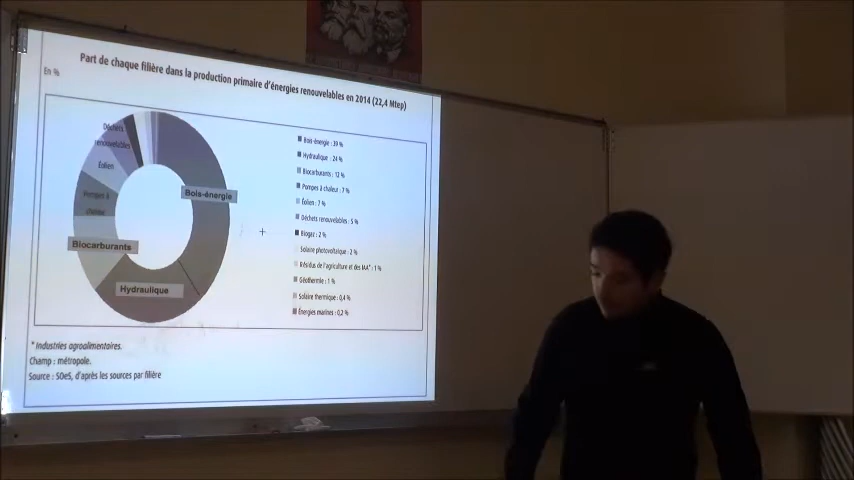 Part de chaque filière dans la production primaire d'énergies renouvelables en 2014 (22,4 Mtep)
En %
Déchets
renouvelables
Éolien
Pompes à
chaleur
Biocarburants
Hydraulique
Bois-énergie
Bois-énergie : 39 %
Hydraulique : 24 %
Biocarburants : 12 %
Pompes à chaleur : 7 %
Éolien : 7 %
Déchets renouvelables : 5 %
Biogaz : 2 %
Solaire photovoltaïque : 2 %
Résidus de l'agriculture et des IAA* : 1 %
Géothermie : 1 %
Solaire thermique : 0,4 %
Énergies marines : 0,2 %
* Industries agroalimentaires.
Champ : métropole.
Source : SOeS, d'après les sources par filière